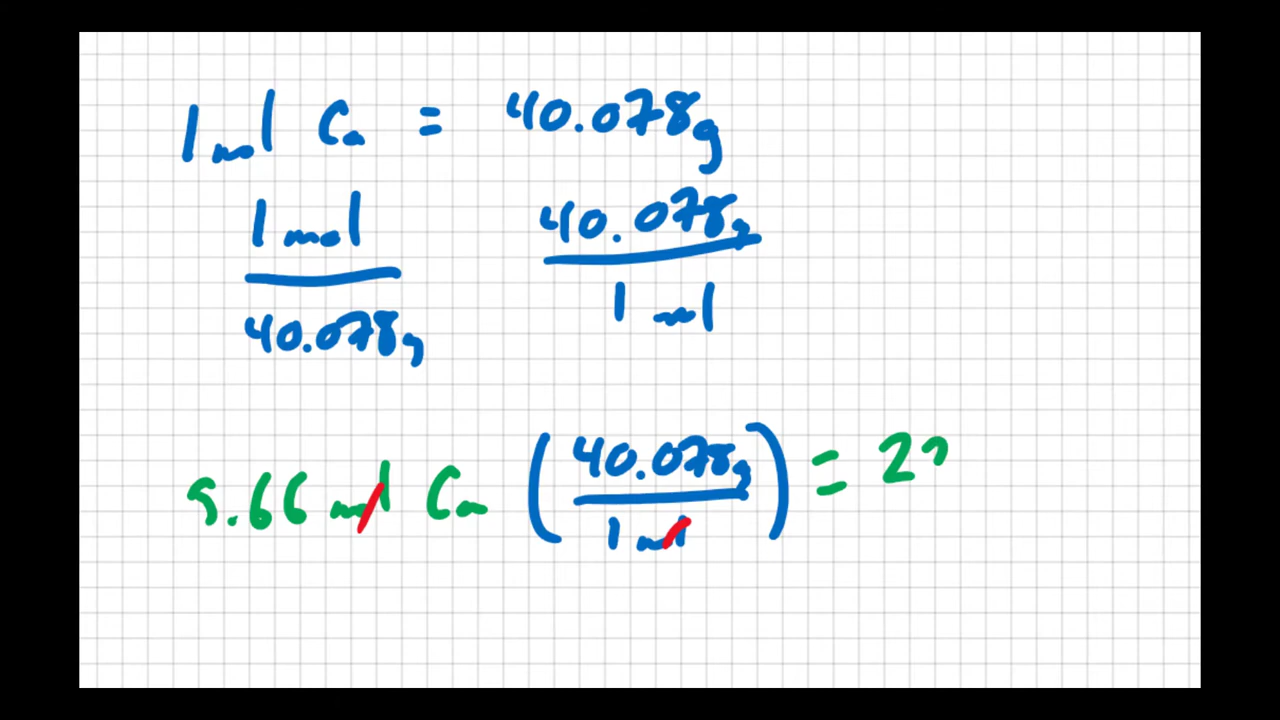 1 mol Ca = 40.078g
1 mol 40.078g
40.078g 1 mol
40.078g
5.66 mol Ca ( ) = 2
1 mol